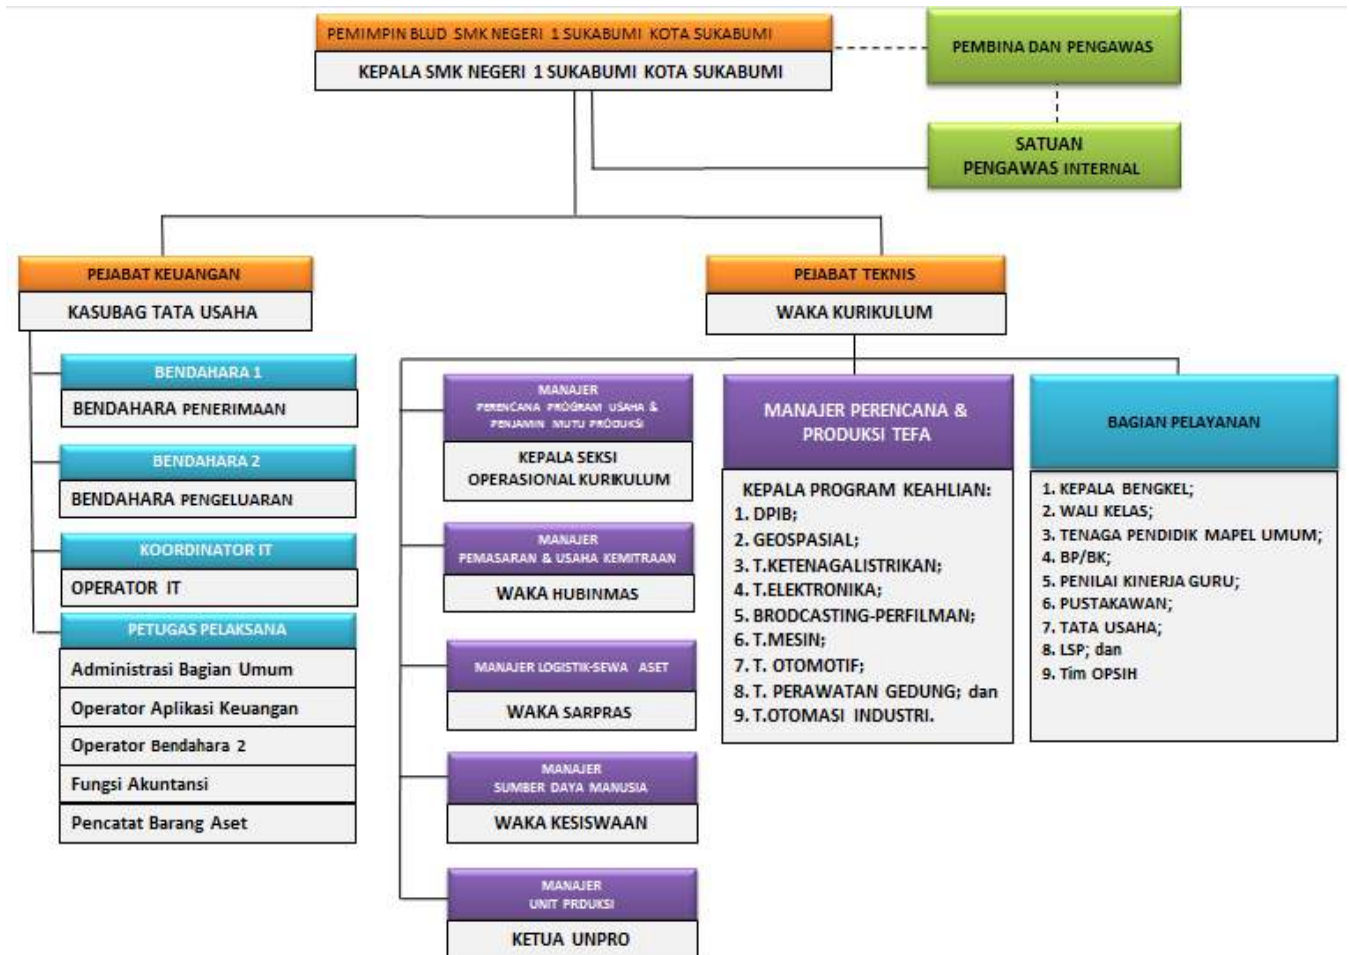 PEMIMPIN BLUD SMK NEGERI 1 SUKABUMI KOTA SUKABUMI
KEPALA SMK NEGERI 1 SUKABUMI KOTA SUKABUMI
PEMBINA DAN PENGAWAS
SATUAN
PENGAWAS INTERNAL
PEJABAT KEUANGAN
KASUBAG TATA USAHA
BENDAHARA 1
BENDAHARA PENERIMAAN
BENDAHARA 2
BENDAHARA PENGELUARAN
KOORDINATOR IT
OPERATOR IT
PETUGAS PELAKSANA
Administrasi Bagian Umum
Operator Aplikasi Keuangan
Operator Bendahara 2
Fungsi Akuntansi
Pencatat Barang Aset
PEJABAT TEKNIS
WAKA KURIKULUM
MANAJER
PERENCANA PROGRAM USAHA &
PENJAMIN MUTU PRODUKSI
KEPALA SEKSI
OPERASIONAL KURIKULUM
MANAJER
PEMASARAN & USAHA KEMITRAAN
WAKA HUBINMAS
MANAJER LOGISTIK-SEWA ASET
WAKA SARPRAS
MANAJER
SUMBER DAYA MANUSIA
WAKA KESISWAAN
MANAJER
UNIT PRDUKSI
KETUA UNPRO
MANAJER PERENCANA &
PRODUKSI TEFA
KEPALA PROGRAM KEAHLIAN:
1. DPIB;
2. GEOSPASIAL;
3. T.KETENAGALISTRIKAN;
4. T.ELEKTRONIKA;
5. BRODCASTING-PERFILMAN;
6. T.MESIN;
7. T. OTOMOTIF;
8. T. PERAWATAN GEDUNG; dan
9. T.OTOMASI INDUSTRI.
BAGIAN PELAYANAN
1. KEPALA BENGKEL;
2. WALI KELAS;
3. TENAGA PENDIDIK MAPEL UMUM;
4. BP/BK;
5. PENILAI KINERJA GURU;
6. PUSTAKAWAN;
7. TATA USAHA;
8. LSP; dan
9. Tim OPSIH